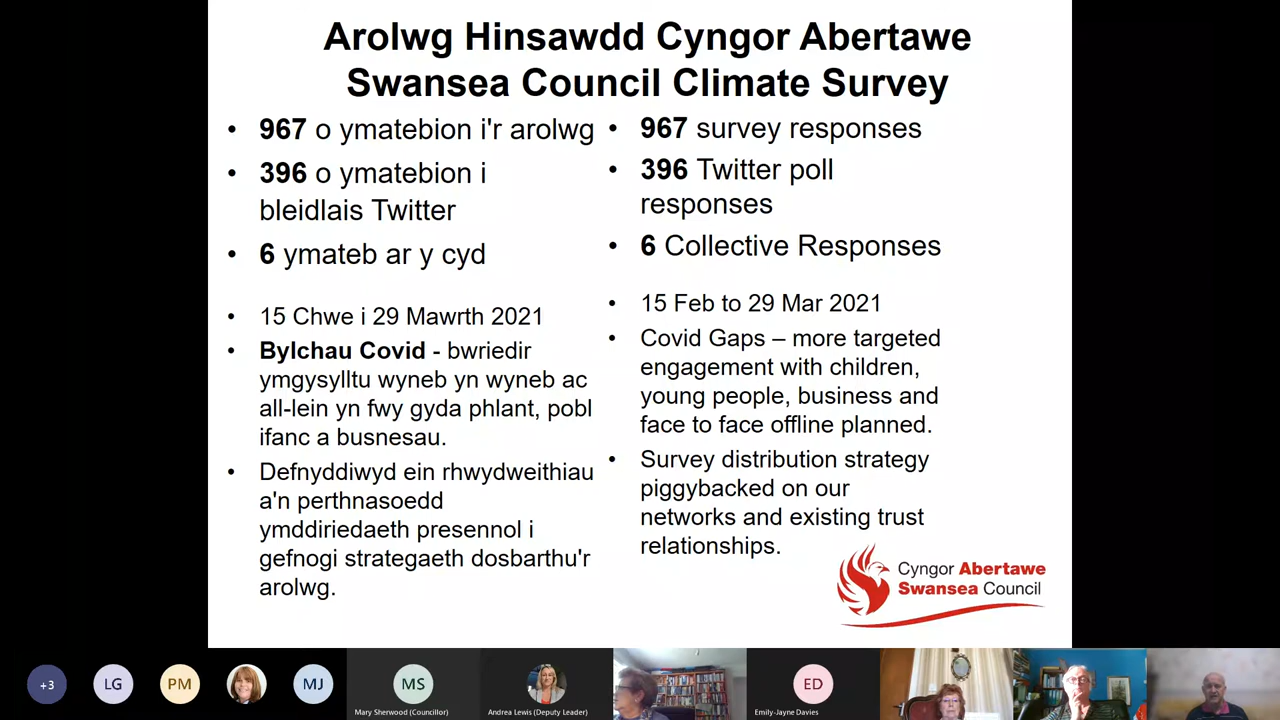 Arolwg Hinsawdd Cyngor Abertawe
Swansea Council Climate Survey
• 967 o ymatebion i'r arolwg
• 396 o ymatebion i
bleidlais Twitter
• 6 ymateb ar y cyd
• 15 Chwe i 29 Mawrth 2021
• Bylchau Covid - bwriedir
ymgysylltu wyneb yn wyneb ac
all-lein yn fwy gyda phlant, pobl
ifanc a busnesau.
• Defnyddiwyd ein rhwydweithiau
a'n perthnasoedd
ymddiriedaeth presennol i
gefnogi strategaeth dosbarthu'r
arolwg.
• 967 survey responses
• 396 Twitter poll
responses
• 6 Collective Responses
• 15 Feb to 29 Mar 2021
• Covid Gaps – more targeted
engagement with children,
young people, business and
face to face offline planned.
• Survey distribution strategy
piggybacked on our
networks and existing trust
relationships.
Cyngor Abertawe
Swansea Council
+3
LG
PM
MJ
MS
Mary Sherwood (Councillor)
Andrea Lewis (Deputy Leader)
ED
Emily-Jayne Davies